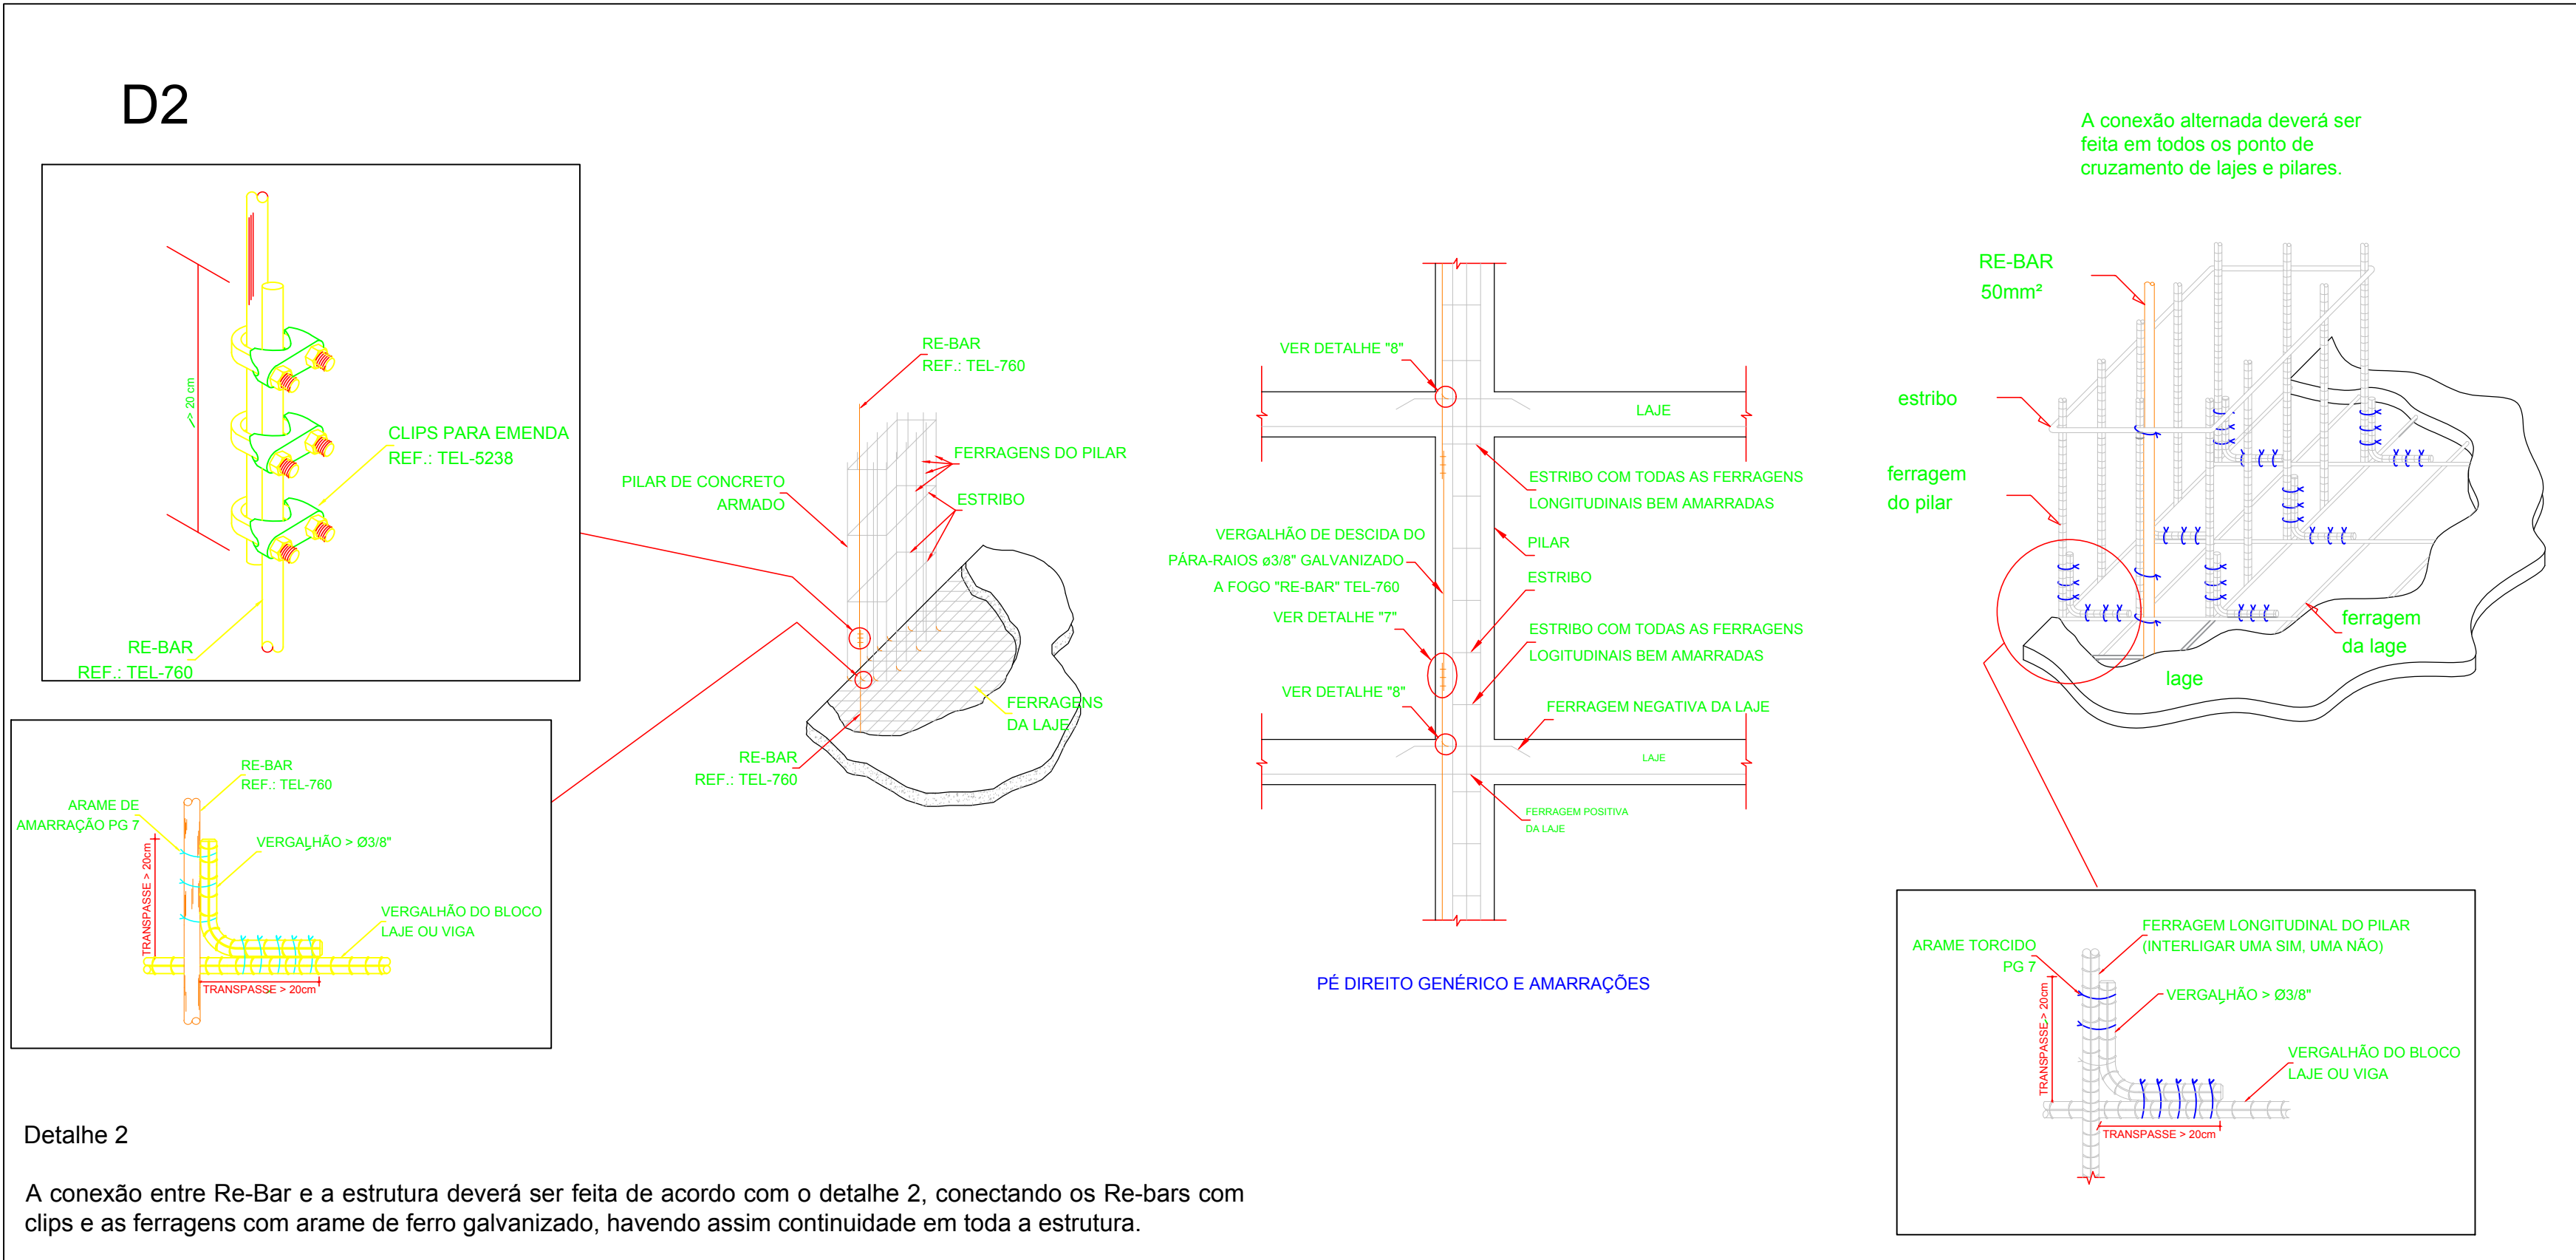 D2
> 20 cm
CLIPS PARA EMENDA
REF.: TEL-5238
RE-BAR
REF.: TEL-760
RE-BAR
REF.: TEL-760
ARAME DE
AMARRAÇÃO PG 7
VERGALHÃO > Ø3/8"
TRANSPASSE > 20cm
VERGALHÃO DO BLOCO
LAJE OU VIGA
TRANSPASSE > 20cm
RE-BAR
REF.: TEL-760
FERRAGENS DO PILAR
PILAR DE CONCRETO
ARMADO
ESTRIBO
FERRAGENS
DA LAJE
RE-BAR
REF.: TEL-760
VER DETALHE "8"
LAJE
ESTRIBO COM TODAS AS FERRAGENS
LONGITUDINAIS BEM AMARRADAS
VERGALHÃO DE DESCIDA DO
PÁRA-RAIOS ø3/8" GALVANIZADO
A FOGO "RE-BAR" TEL-760
PILAR
ESTRIBO
VER DETALHE "7"
ESTRIBO COM TODAS AS FERRAGENS
LOGITUDINAIS BEM AMARRADAS
VER DETALHE "8"
FERRAGEM NEGATIVA DA LAJE
LAJE
FERRAGEM POSITIVA
DA LAJE
PÉ DIREITO GENÉRICO E AMARRAÇÕES
A conexão alternada deverá ser
feita em todos os ponto de
cruzamento de lajes e pilares.
RE-BAR
50mm²
estribo
ferragem
do pilar
ferragem
da lage
lage
FERRAGEM LONGITUDINAL DO PILAR
(INTERLIGAR UMA SIM, UMA NÃO)
ARAME TORCIDO
PG 7
VERGALHÃO > Ø3/8"
TRANSPASSE > 20cm
VERGALHÃO DO BLOCO
LAJE OU VIGA
TRANSPASSE > 20cm
Detalhe 2
A conexão entre Re-Bar e a estrutura deverá ser feita de acordo com o detalhe 2, conectando os Re-bars com
clips e as ferragens com arame de ferro galvanizado, havendo assim continuidade em toda a estrutura.